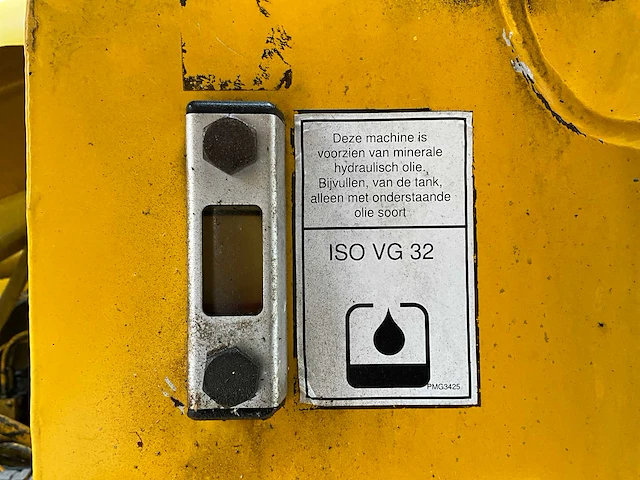 Deze machine is
voorzien van minerale
hydraulisch olie.
Bijvullen, van de tank,
alleen met onderstaande
olie soort
ISO VG 32
PMG3425